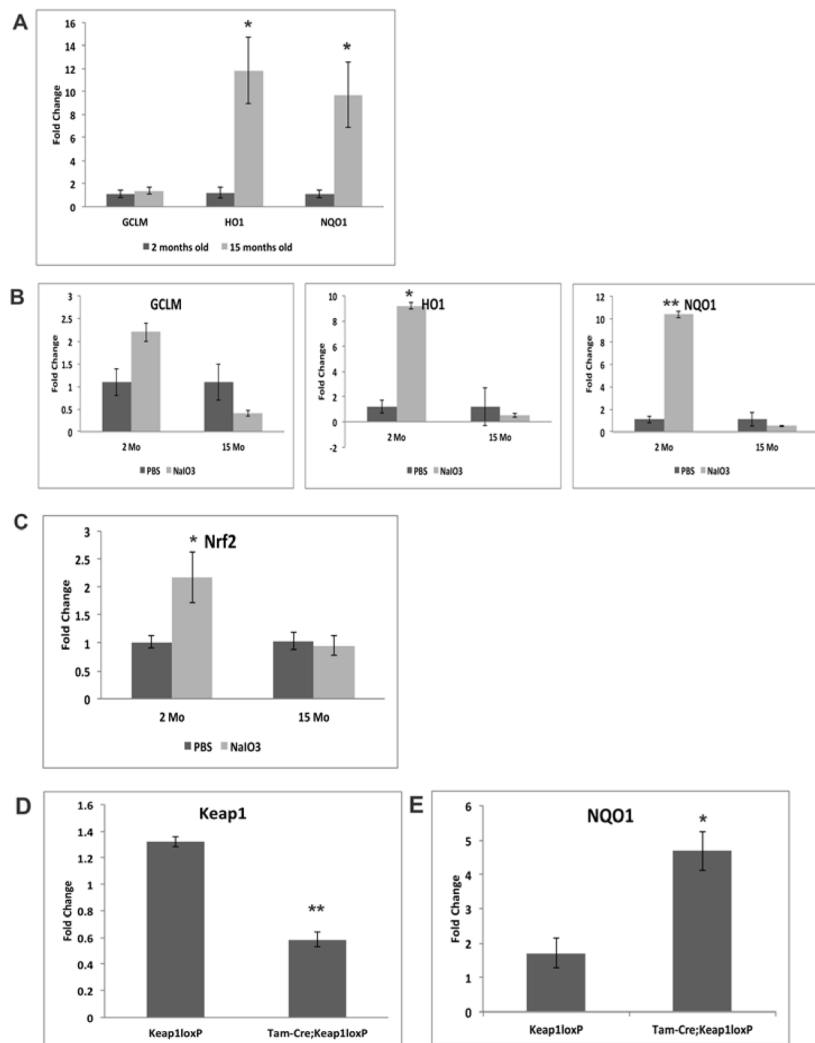 A
16
14
12
10
8
6
4
2
0
Fold Change
* *
GCLM HO1 NQO1
2 months old 15 months old
B
GCLM
3
2.5
2
1.5
1
0.5
0
Fold Change
2 Mo 15 Mo
PBS NaIO3
* HO1
10
8
6
4
2
0
-2
Fold Change
2 Mo 15 Mo
PBS NaIO3
** NQO1
12
10
8
6
4
2
0
Fold Change
2 Mo 15 Mo
PBS NaIO3
C
* Nrf2
3
2.5
2
1.5
1
0.5
0
Fold Change
2 Mo 15 Mo
PBS NaIO3
D
Keap1
1.6
1.4
1.2
1
0.8
0.6
0.4
0.2
0
Fold Change
**
Keap1loxP Tam-Cre;Keap1loxP
E
NQO1
6
5
4
3
2
1
0
Fold Change
*
Keap1loxP Tam-Cre;Keap1loxP